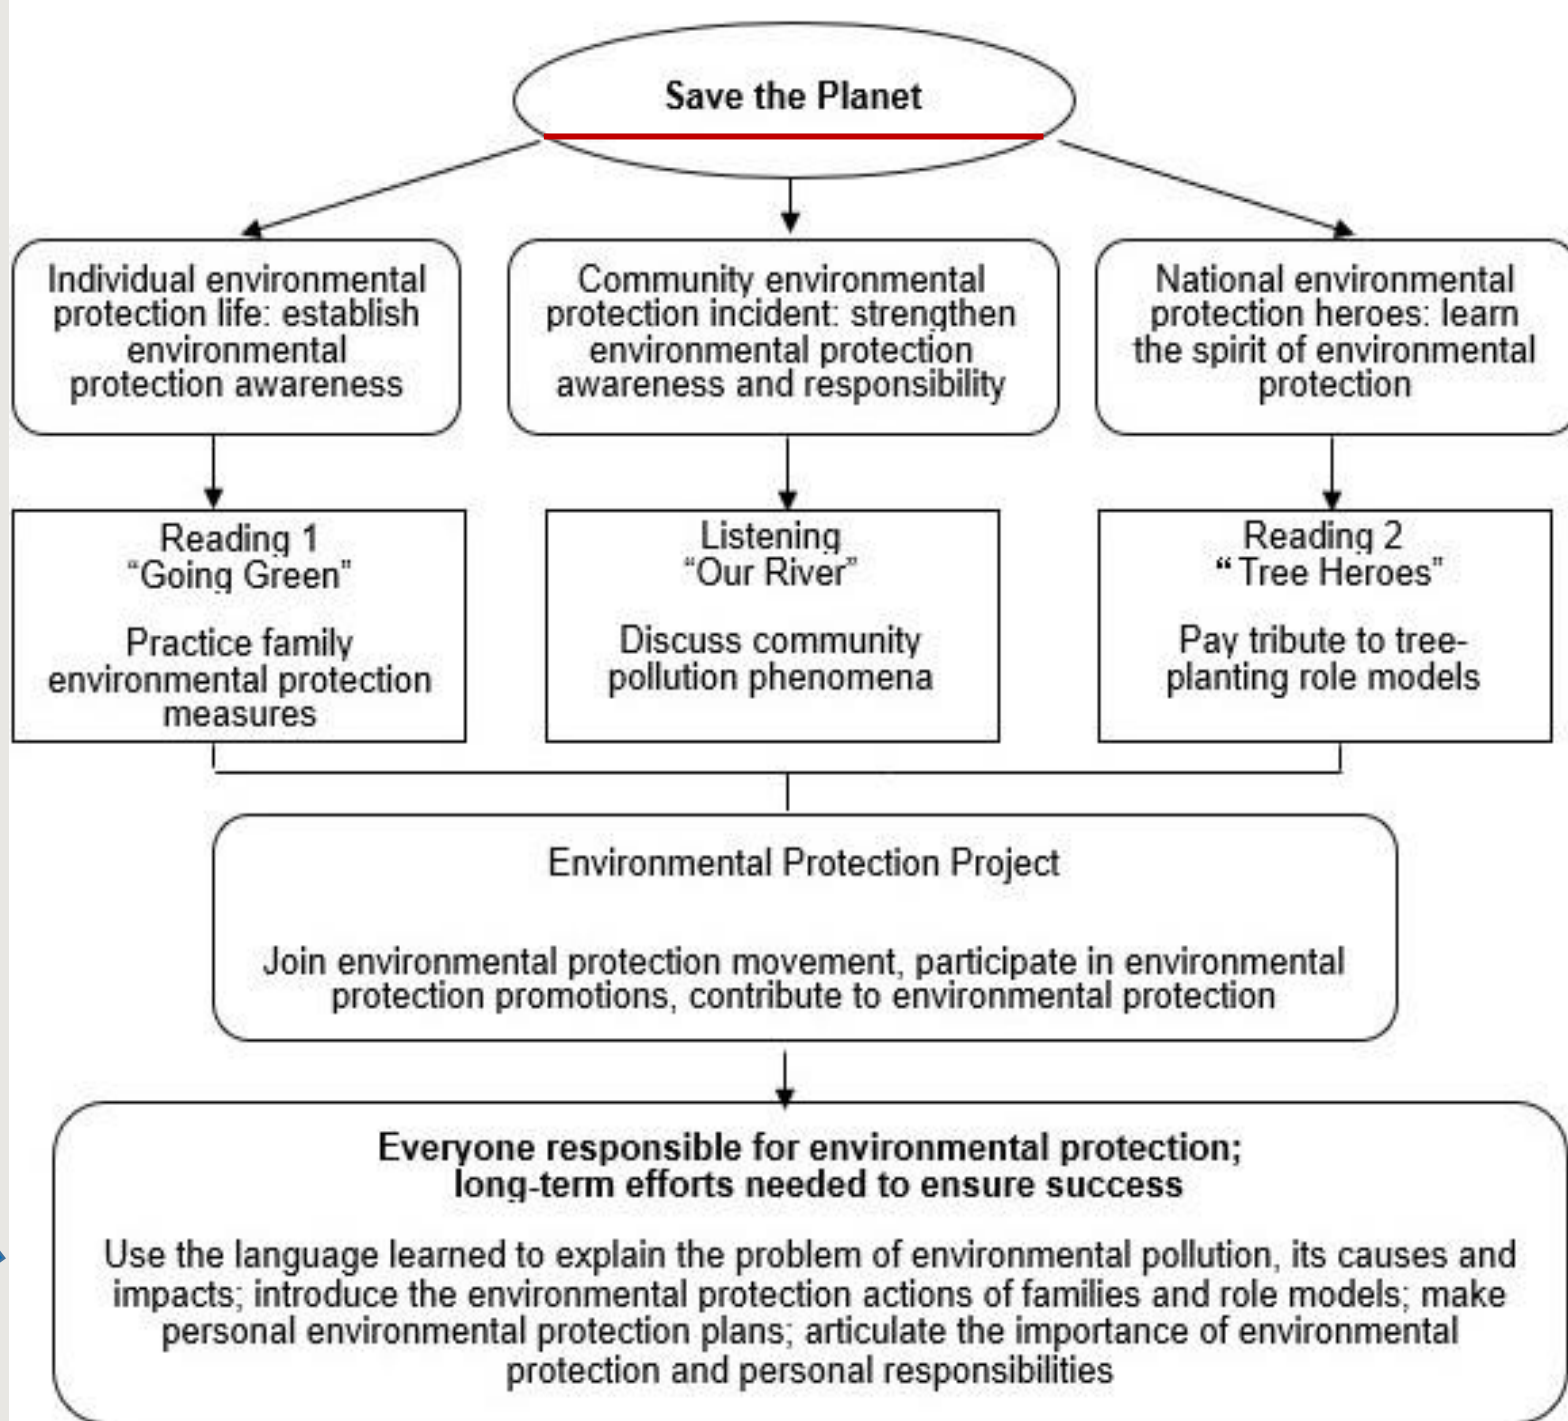 Save the Planet
Individual environmental
protection life: establish
environmental
protection awareness
Community environmental
protection incident: strengthen
environmental protection
awareness and responsibility
National environmental
protection heroes: learn
the spirit of environmental
protection
Reading 1
“Going Green”
Practice family
environmental protection
measures
Listening
“Our River”
Discuss community
pollution phenomena
Reading 2
“ Tree Heroes”
Pay tribute to tree-
planting role models
Environmental Protection Project
Join environmental protection movement, participate in environmental
protection promotions, contribute to environmental protection
Everyone responsible for environmental protection;
long-term efforts needed to ensure success
Use the language learned to explain the problem of environmental pollution, its causes and
impacts; introduce the environmental protection actions of families and role models; make
personal environmental protection plans; articulate the importance of environmental
protection and personal responsibilities